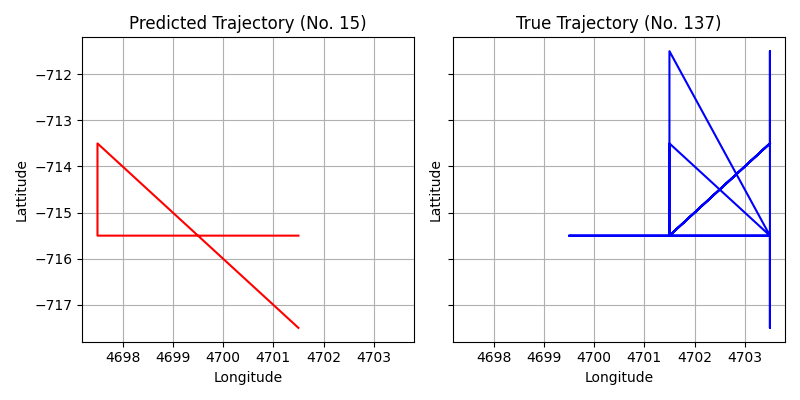 Predicted Trajectory (No. 15)
True Trajectory (No. 137)
Lattitude
−712
−713
−714
−715
−716
−717
4698 4699 4700 4701 4702 4703
Longitude
Lattitude
4698 4699 4700 4701 4702 4703
Longitude